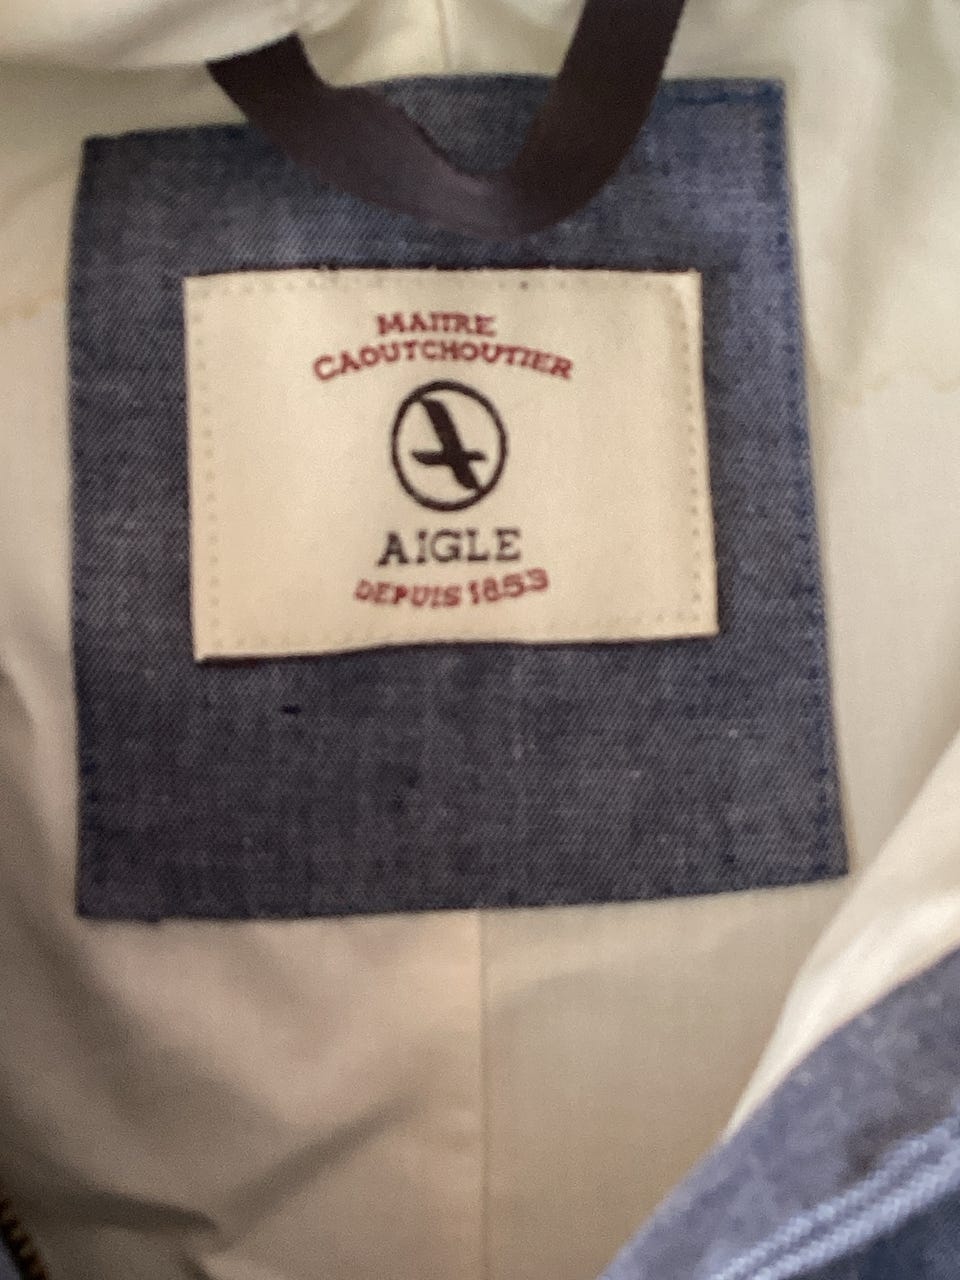 MAITRE
CAOUTCHOUTIER
AIGLE
DEPUIS 1853